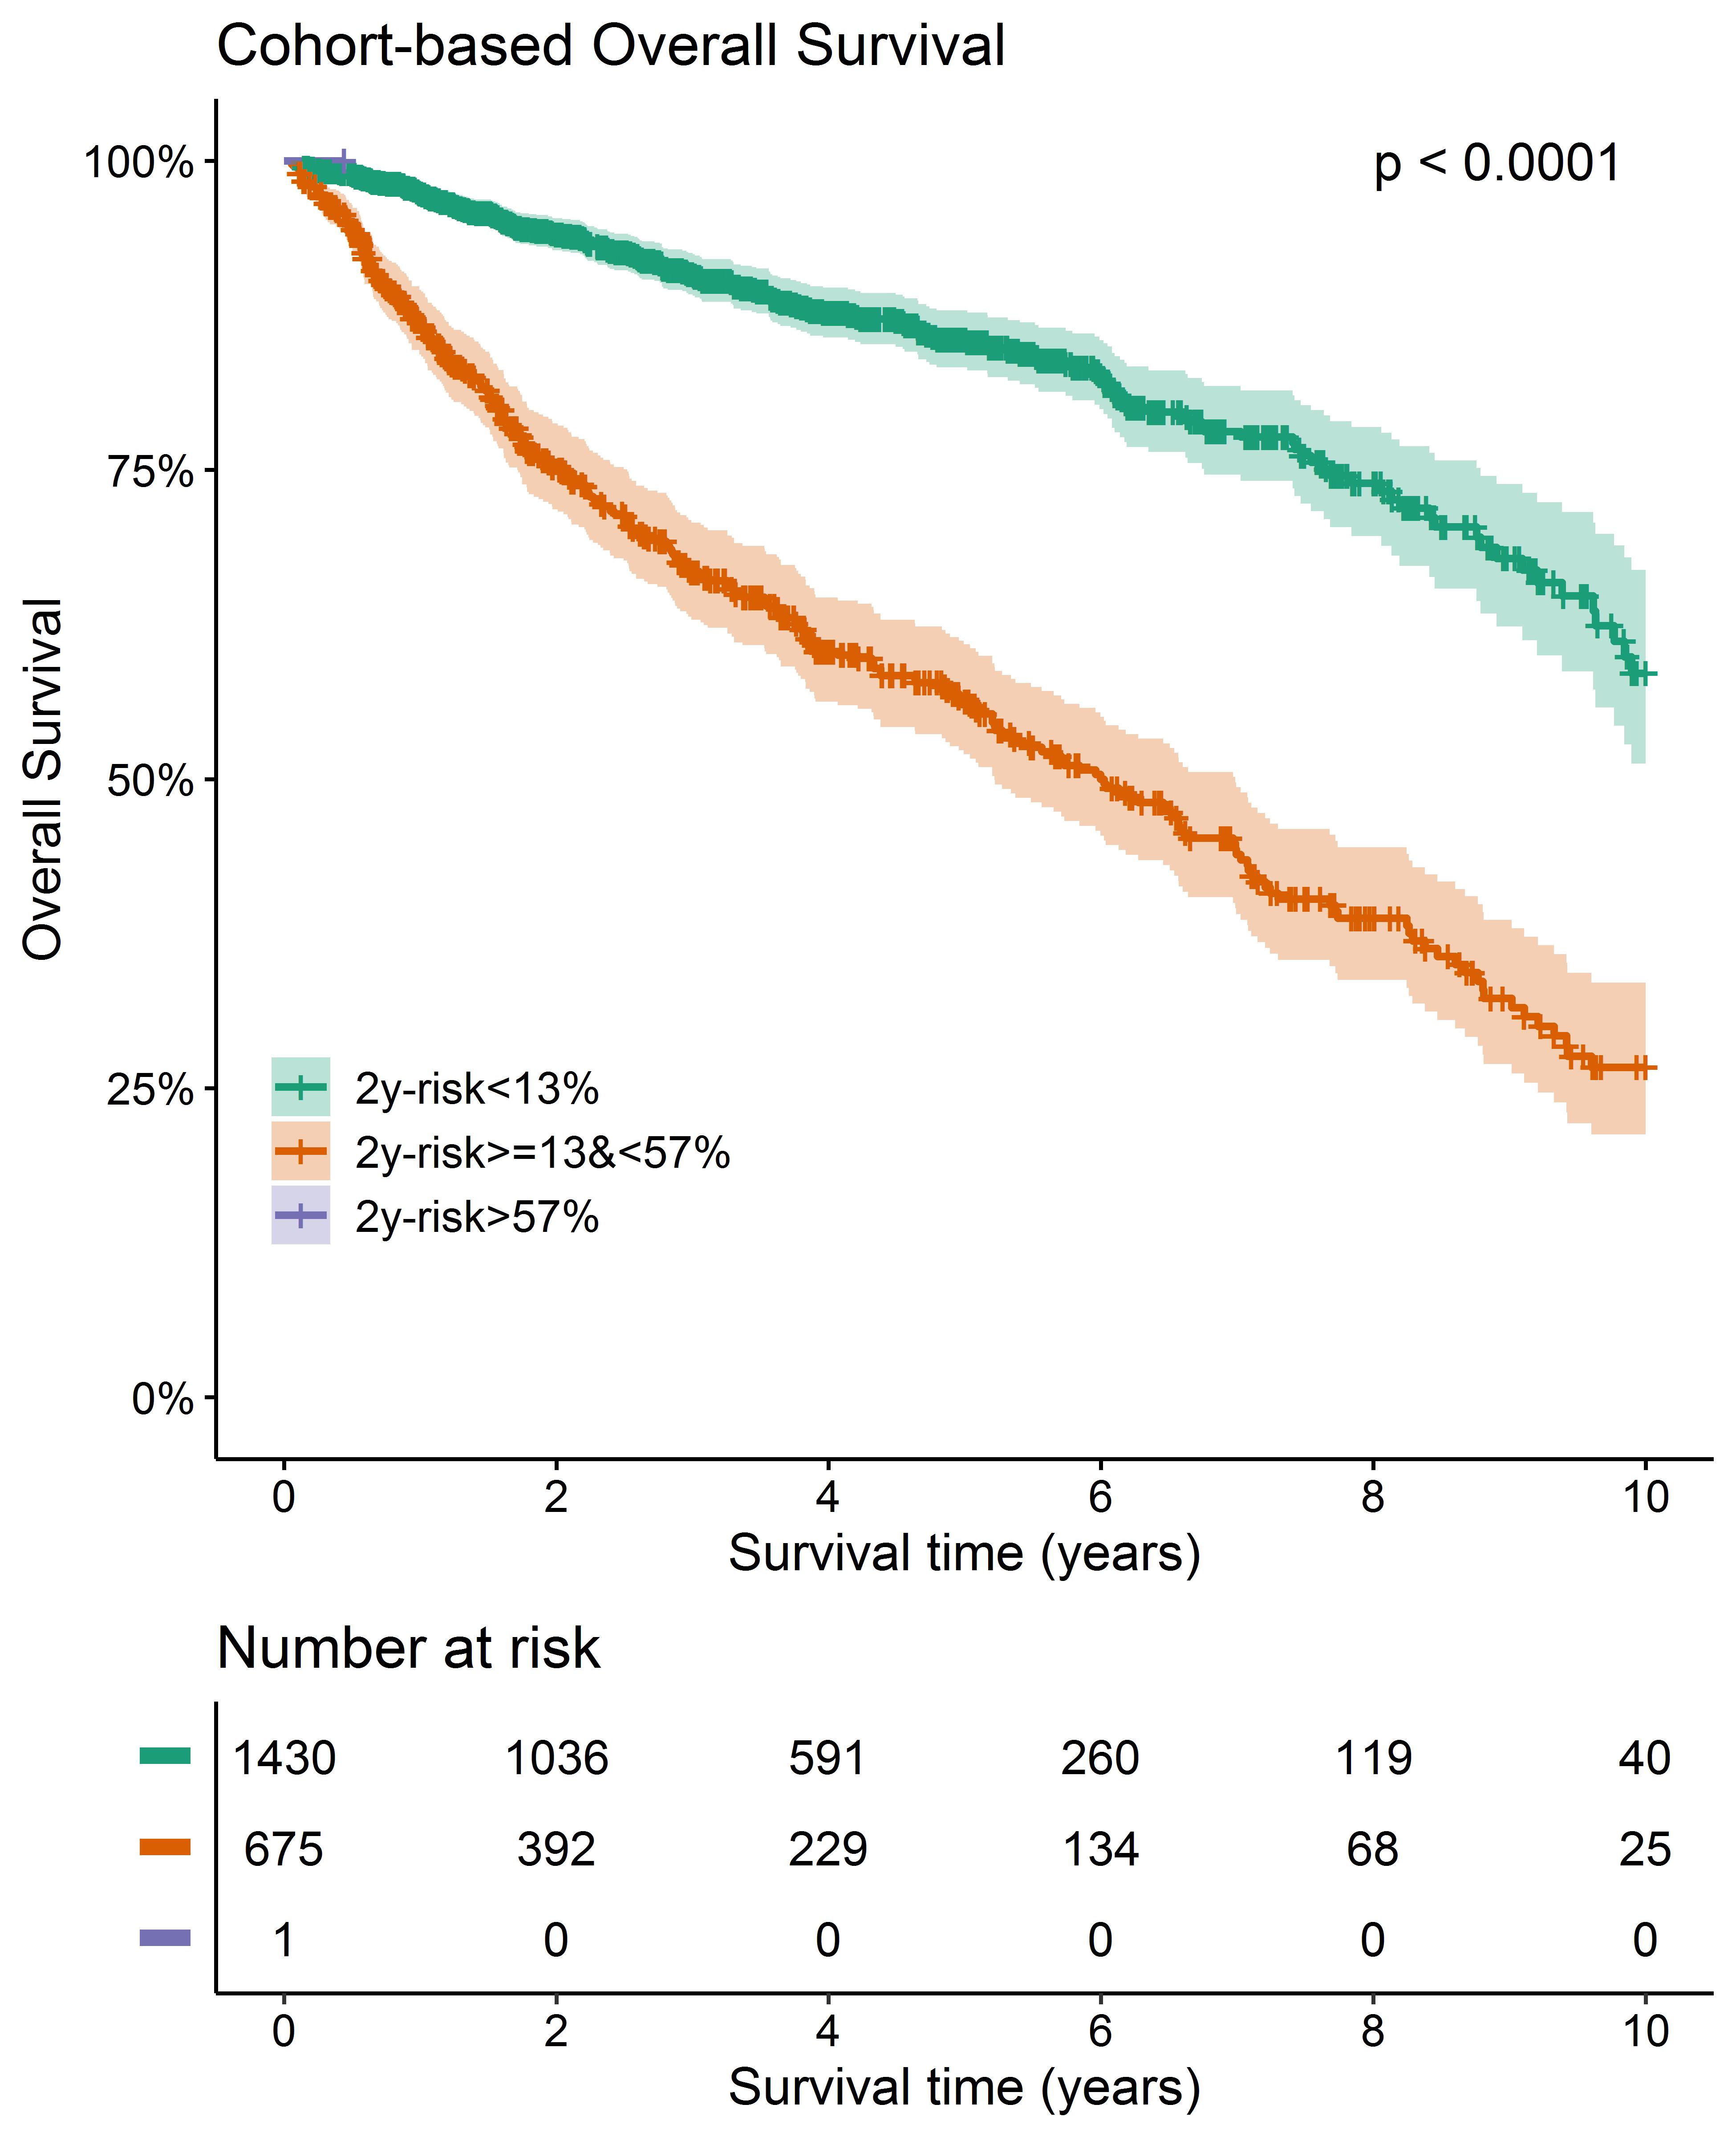 Cohort-based Overall Survival
p < 0.0001
100%
75%
50%
25%
0%
Overall Survival
2y-risk<13%
2y-risk>=13&<57%
2y-risk>57%
0 2 4 6 8 10
Survival time (years)
Number at risk
1430 1036 591 260 119 40
675 392 229 134 68 25
1 0 0 0 0 0
0 2 4 6 8 10
Survival time (years)